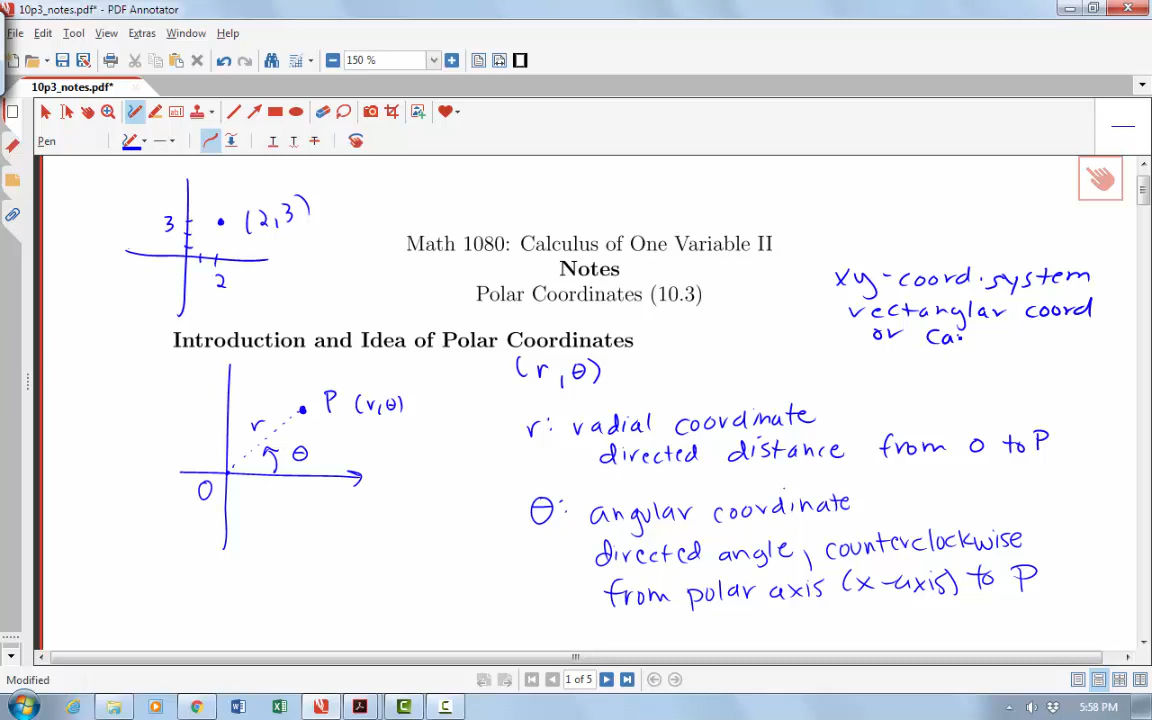 10p3_notes.pdf* - PDF Annotator
File Edit Tool View Extras Window Help
150 %
10p3_notes.pdf*
Pen
3 (2,3)
2
Math 1080: Calculus of One Variable II
Notes
Polar Coordinates (10.3)
xy-coord. system
rectanglar coord
or Ca
Introduction and Idea of Polar Coordinates
(r, θ)
P (r,θ)
r
θ
O
r: radial coordinate
directed distance from O to P
θ: angular coordinate
directed angle, counterclockwise
from polar axis (x-axis) to P
1 of 5
Modified
5:58 PM